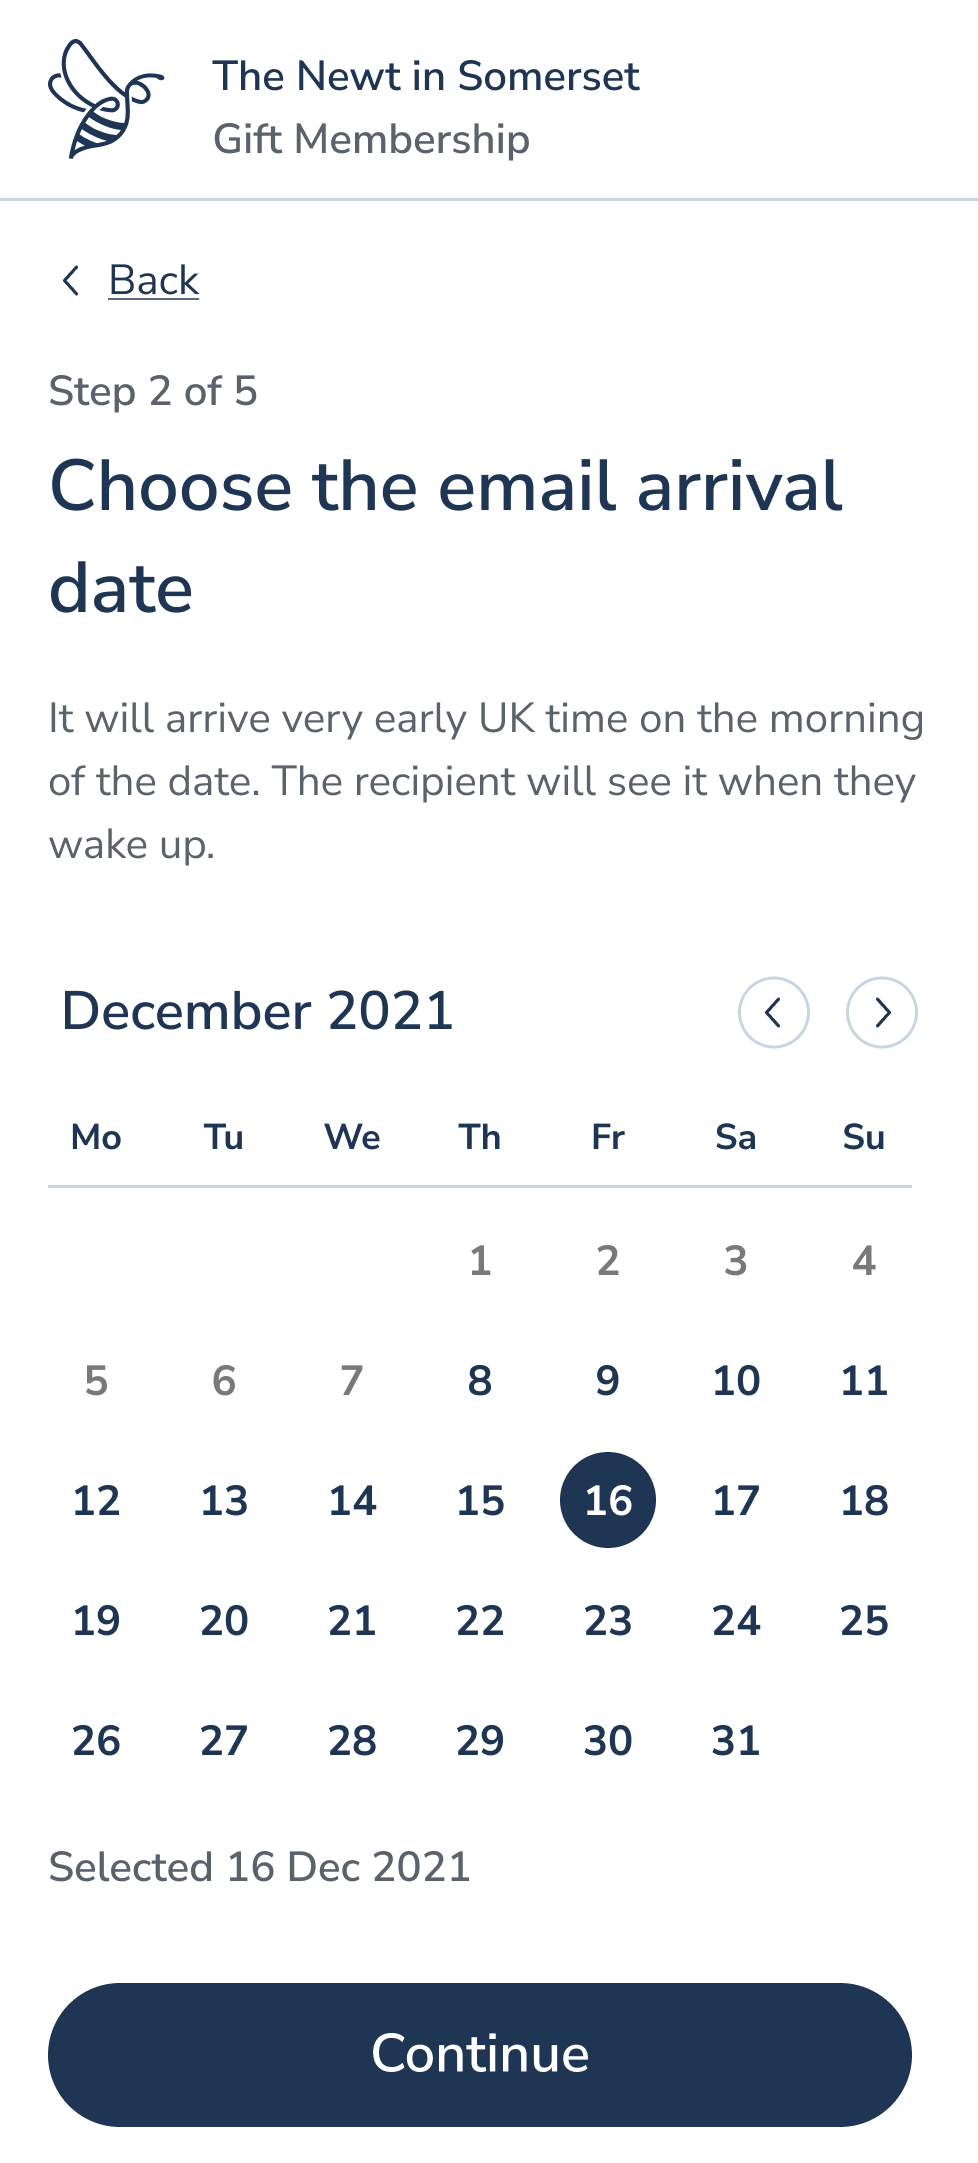 The Newt in Somerset
Gift Membership
Back
Step 2 of 5
Choose the email arrival
date
It will arrive very early UK time on the morning
of the date. The recipient will see it when they
wake up.
December 2021
Mo Tu We Th Fr Sa Su
1 2 3 4
5 6 7 8 9 10 11
12 13 14 15 16 17 18
19 20 21 22 23 24 25
26 27 28 29 30 31
Selected 16 Dec 2021
Continue